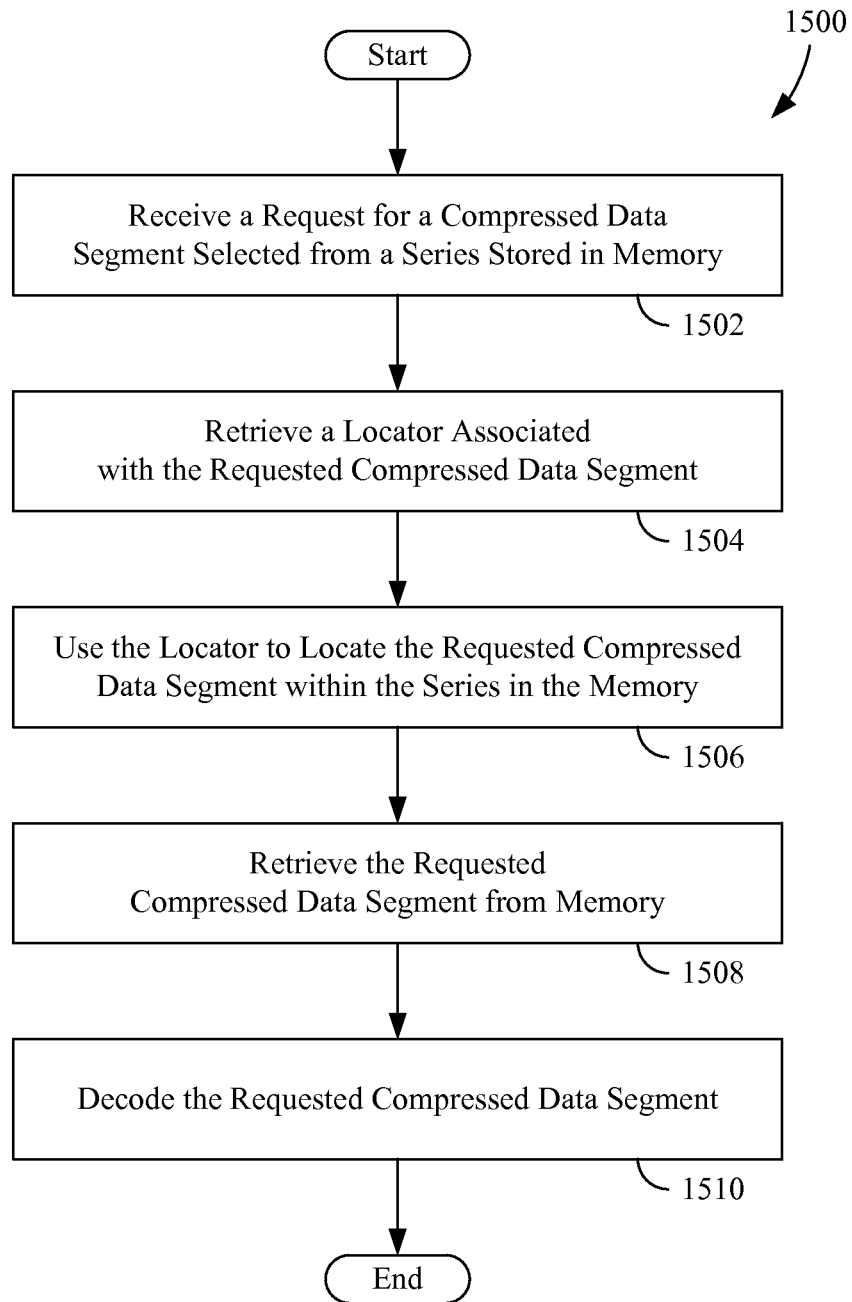 1500
Start
Receive a Request for a Compressed Data
Segment Selected from a Series Stored in Memory
1502
Retrieve a Locator Associated
with the Requested Compressed Data Segment
1504
Use the Locator to Locate the Requested Compressed
Data Segment within the Series in the Memory
1506
Retrieve the Requested
Compressed Data Segment from Memory
1508
Decode the Requested Compressed Data Segment
1510
End